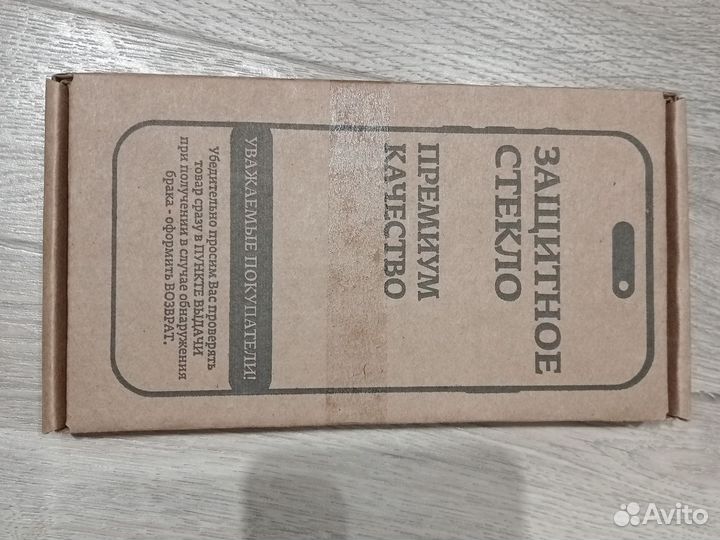 ЗАЩИТНОЕ
СТЕКЛО
ПРЕМИУМ
КАЧЕСТВО
УВАЖАЕМЫЕ ПОКУПАТЕЛИ!
Убедительно просим Вас проверять
товар сразу в ПУНКТЕ ВЫДАЧИ
при получении в случае обнаружения
брака - оформить ВОЗВРАТ.
Avito